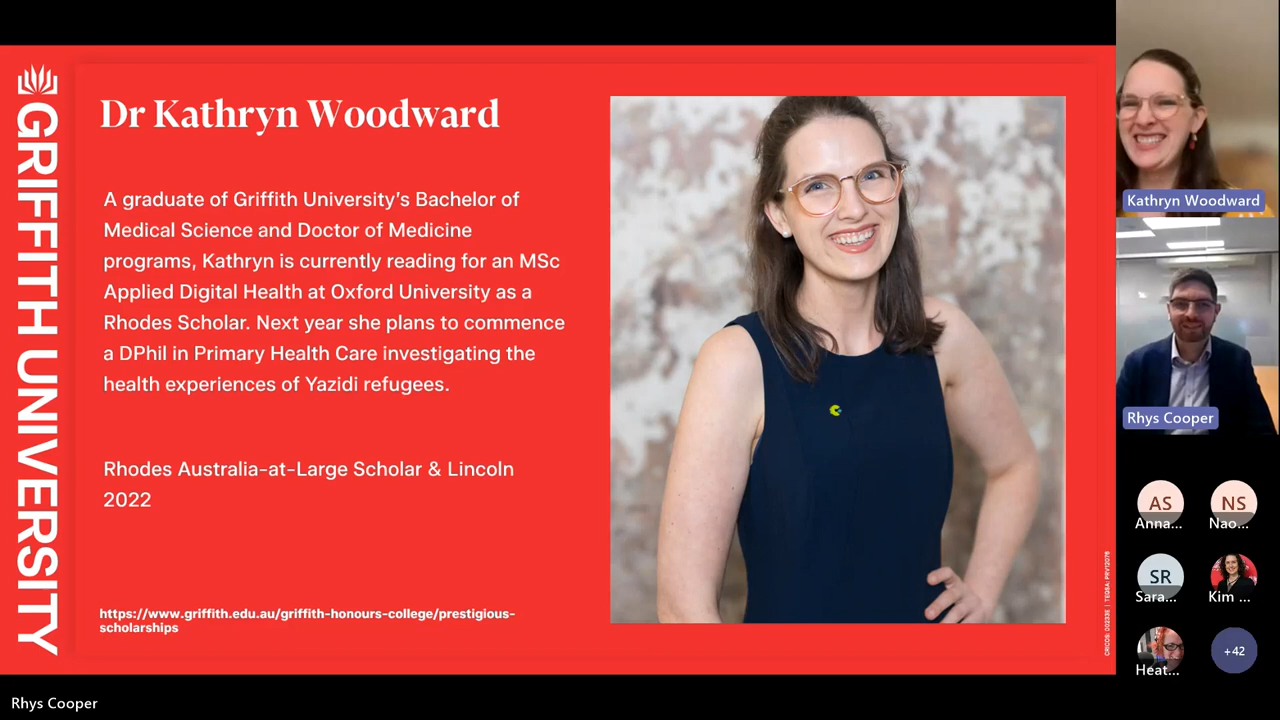 GRIFFITH UNIVERSITY
Dr Kathryn Woodward
A graduate of Griffith University's Bachelor of
Medical Science and Doctor of Medicine
programs, Kathryn is currently reading for an MSc
Applied Digital Health at Oxford University as a
Rhodes Scholar. Next year she plans to commence
a DPhil in Primary Health Care investigating the
health experiences of Yazidi refugees.
Rhodes Australia-at-Large Scholar & Lincoln
2022
https://www.griffith.edu.au/griffith-honours-college/prestigious-
scholarships
CRICOS: 00233E | TEQSA: PRV12076
Kathryn Woodward
Rhys Cooper
AS
NS
Anna...
Nao...
SR
Sara...
Kim ...
Heat...
+42
Rhys Cooper